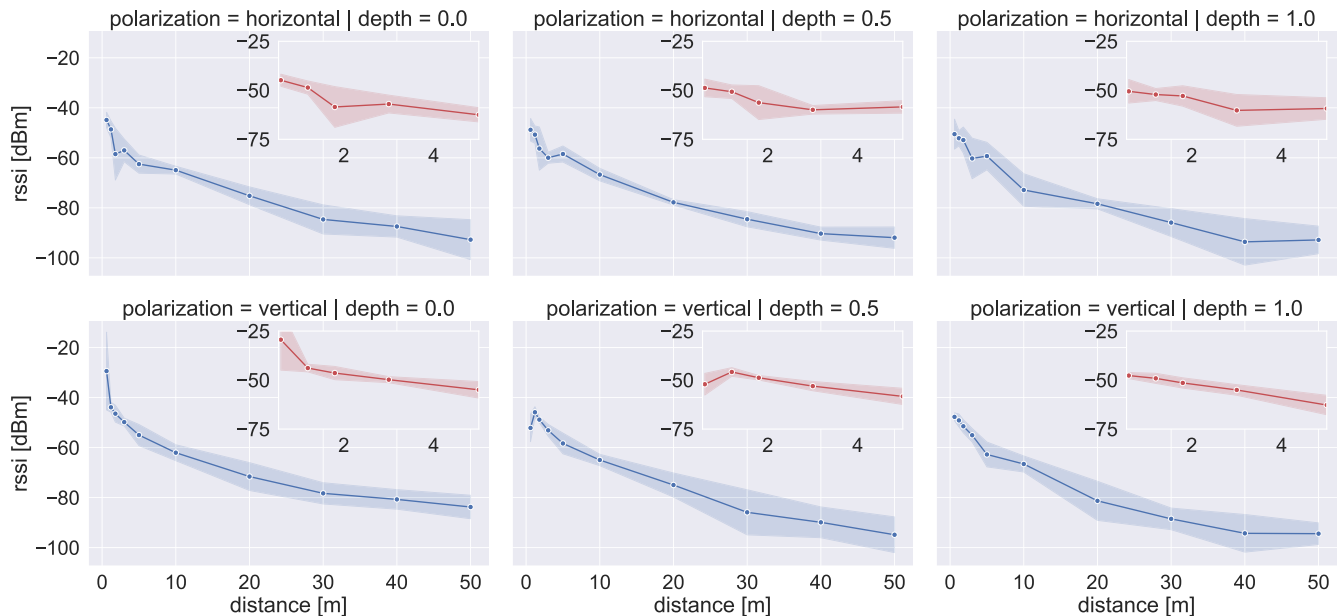 polarization = horizontal | depth = 0.0
polarization = horizontal | depth = 0.5
polarization = horizontal | depth = 1.0
rssi [dBm]
−20
−40
−60
−80
−100
−25
−50
−75
2
4
−25
−50
−75
2
4
−25
−50
−75
2
4
polarization = vertical | depth = 0.0
polarization = vertical | depth = 0.5
polarization = vertical | depth = 1.0
rssi [dBm]
−20
−40
−60
−80
−100
−25
−50
−75
2
4
−25
−50
−75
2
4
−25
−50
−75
2
4
0 10 20 30 40 50
0 10 20 30 40 50
0 10 20 30 40 50
distance [m]
distance [m]
distance [m]